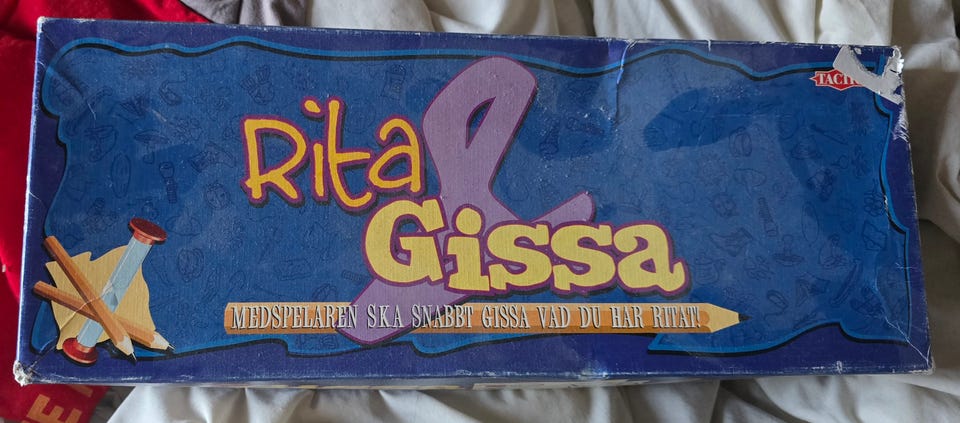 Rita
&
Gissa
MEDSPELAREN SKA SNABBT GISSA VAD DU HAR RITAT!